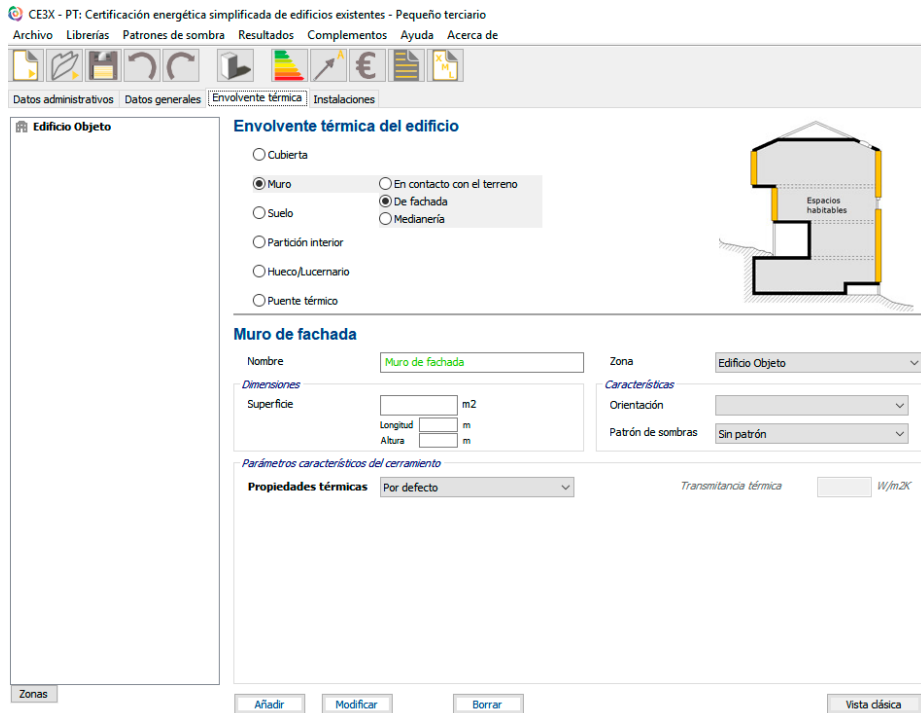 CE3X - PT: Certificación energética simplificada de edificios existentes - Pequeño terciario
Archivo Librerías Patrones de sombra Resultados Complementos Ayuda Acerca de
A
€
X
M
L
Datos administrativos Datos generales Envolvente térmica Instalaciones
Edificio Objeto
Envolvente térmica del edificio
Cubierta
Muro En contacto con el terreno
De fachada
Suelo
Medianería
Partición interior
Hueco/Lucernario
Puente térmico
Espacios
habitables
Muro de fachada
Nombre Muro de fachada Zona Edificio Objeto
Dimensiones Características
Superficie m2 Orientación
Longitud m
Altura m
Patrón de sombras Sin patrón
Parámetros característicos del cerramiento
Propiedades térmicas Por defecto Transmitancia térmica W/m2K
Zonas
Añadir Modificar Borrar Vista clásica